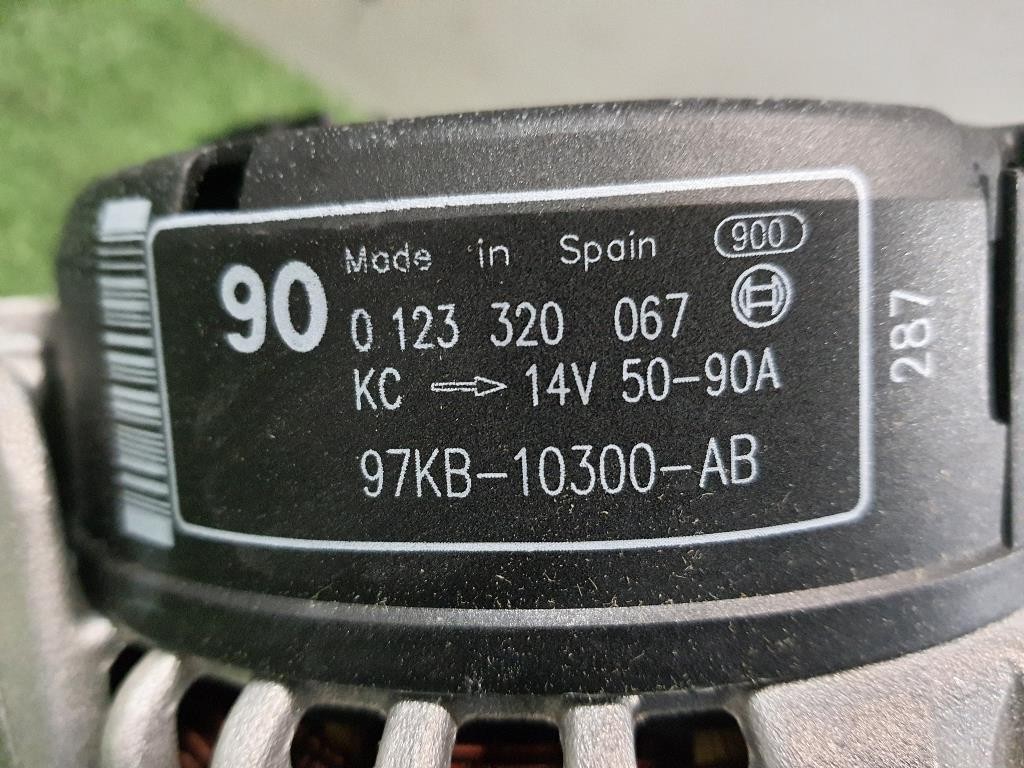 Made in Spain 900
90
0 123 320 067
KC ⇒ 14V 50-90A
97KB-10300-AB
287